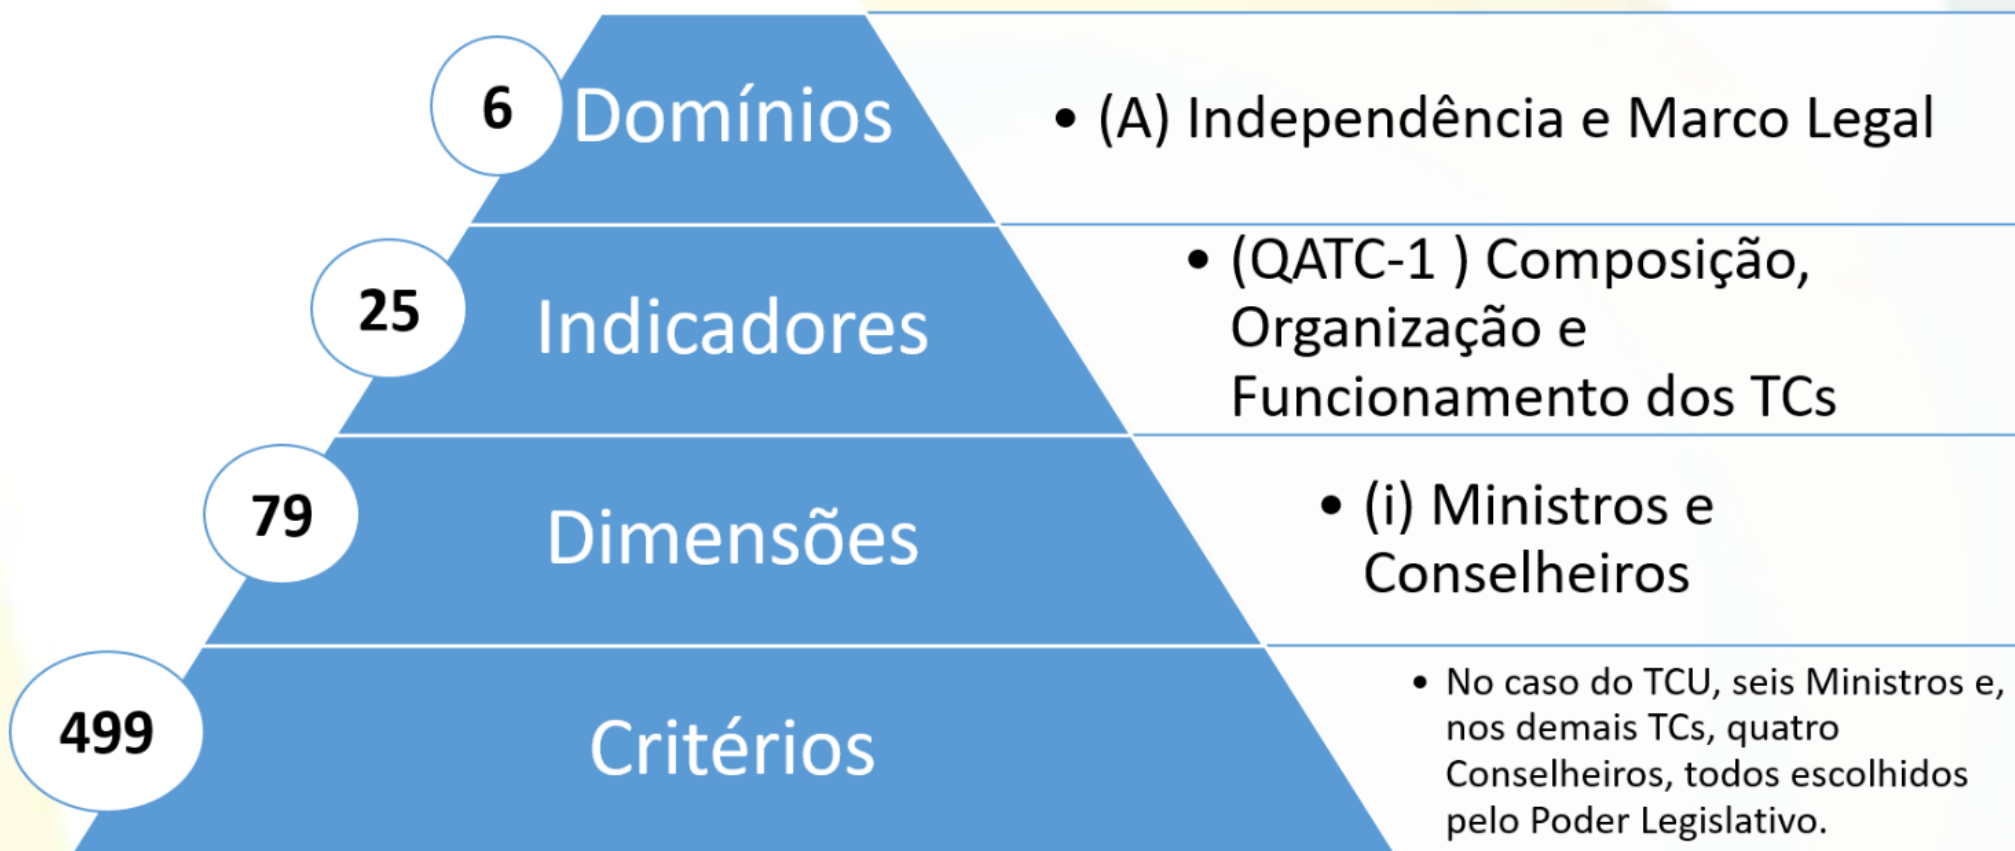 6
Domínios
• (A) Independência e Marco Legal
25
Indicadores
• (QATC-1 ) Composição,
Organização e
Funcionamento dos TCs
79
Dimensões
• (i) Ministros e
Conselheiros
499
Critérios
• No caso do TCU, seis Ministros e,
nos demais TCs, quatro
Conselheiros, todos escolhidos
pelo Poder Legislativo.